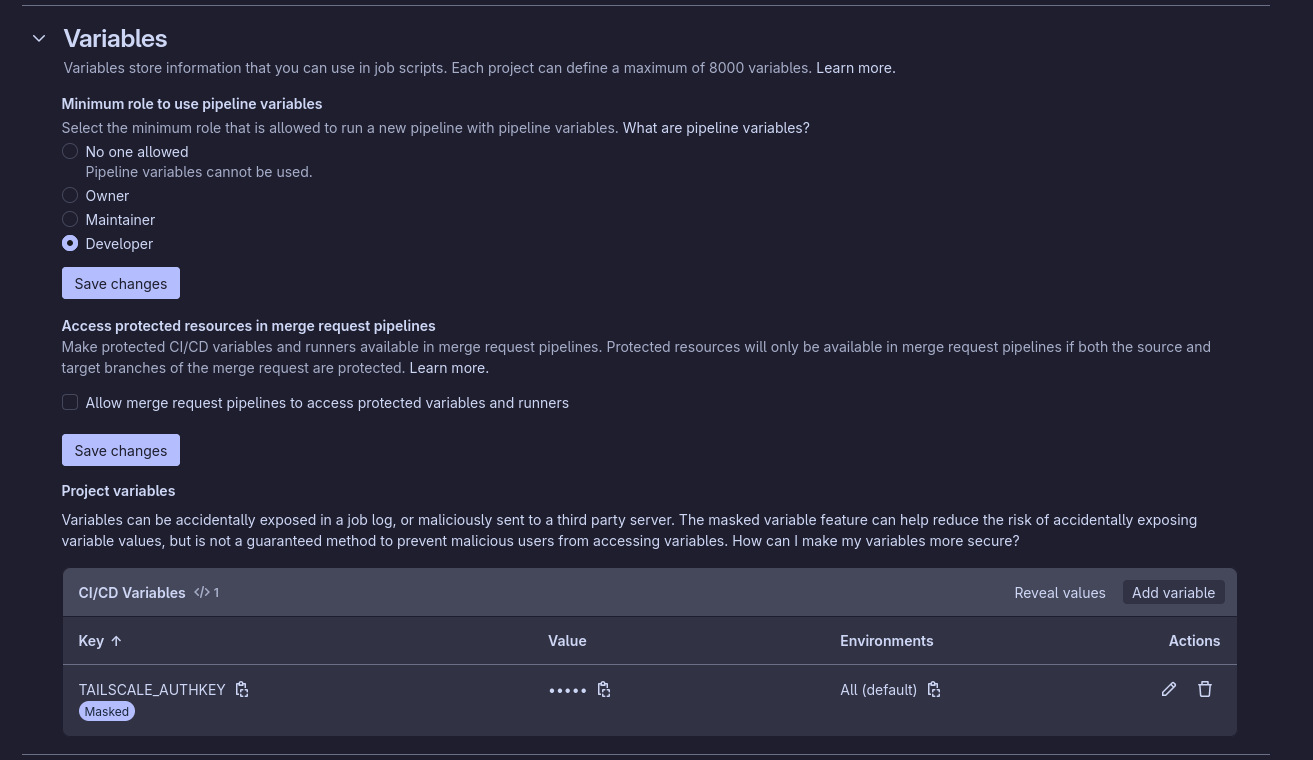 Variables
Variables store information that you can use in job scripts. Each project can define a maximum of 8000 variables. Learn more.
Minimum role to use pipeline variables
Select the minimum role that is allowed to run a new pipeline with pipeline variables. What are pipeline variables?
No one allowed
Pipeline variables cannot be used.
Owner
Maintainer
Developer
Save changes
Access protected resources in merge request pipelines
Make protected CI/CD variables and runners available in merge request pipelines. Protected resources will only be available in merge request pipelines if both the source and
target branches of the merge request are protected. Learn more.
Allow merge request pipelines to access protected variables and runners
Save changes
Project variables
Variables can be accidentally exposed in a job log, or maliciously sent to a third party server. The masked variable feature can help reduce the risk of accidentally exposing
variable values, but is not a guaranteed method to prevent malicious users from accessing variables. How can I make my variables more secure?
CI/CD Variables </> 1 Reveal values Add variable
Key ↑ Value Environments Actions
TAILSCALE_AUTHKEY ••••• All (default)
Masked